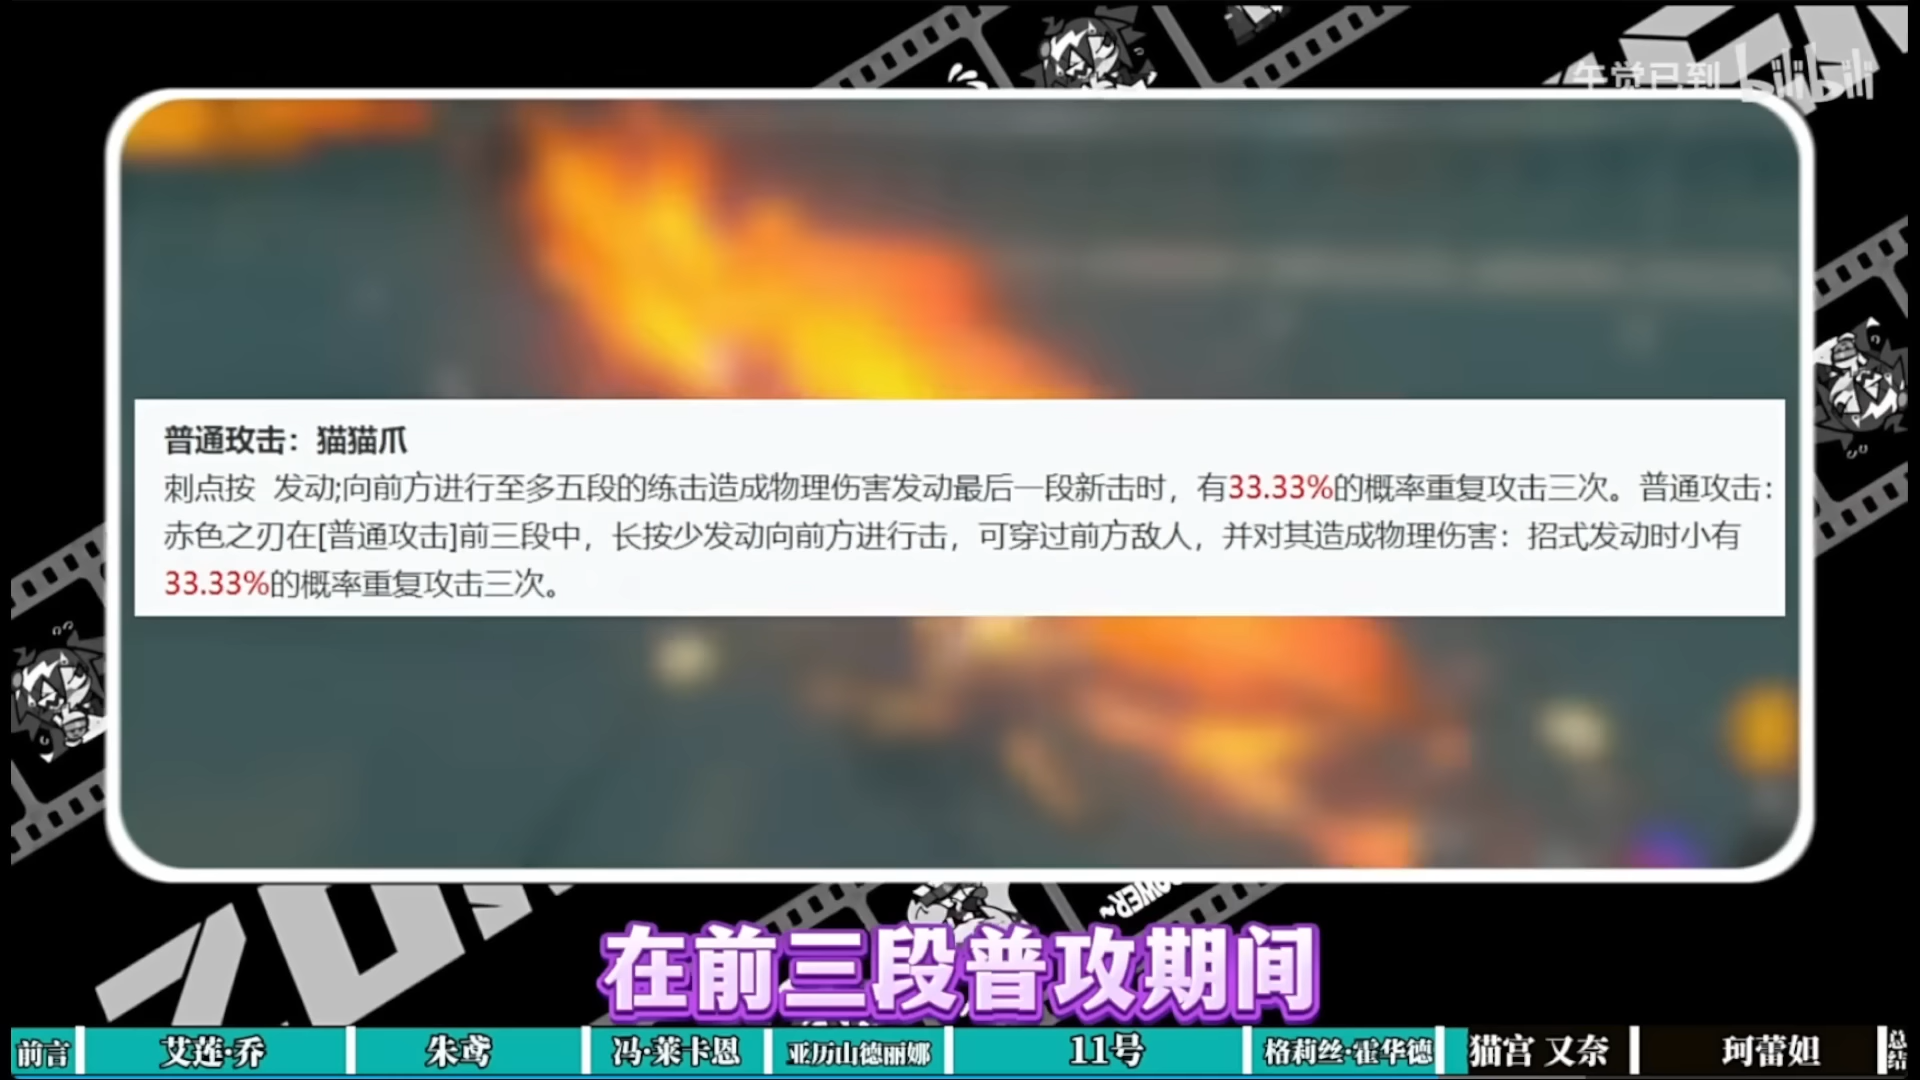 午觉已到 bilibili
普通攻击：猫猫爪
刺点按 发动;向前方进行至多五段的练击造成物理伤害发动最后一段新击时，有33.33%的概率重复攻击三次。普通攻击：
赤色之刃在[普通攻击]前三段中，长按少发动向前方进行击，可穿过前方敌人，并对其造成物理伤害：招式发动时小有
33.33%的概率重复攻击三次。
POWER~
在前三段普攻期间
前言 艾莲·乔 朱鸢 冯·莱卡恩 亚历山德丽娜 11号 格莉丝·霍华德 猫宫 又奈 珂蕾妲 总结